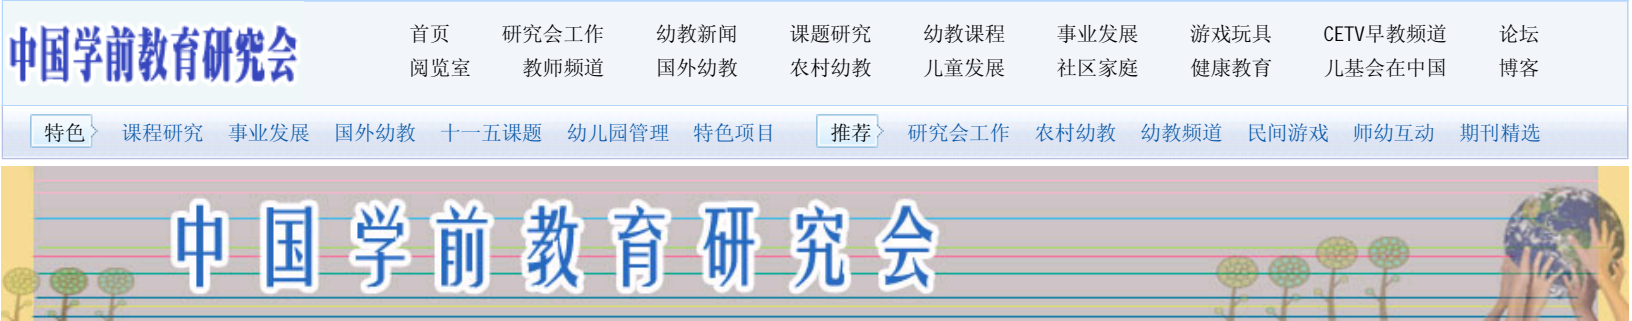 中国学前教育研究会
首页 研究会工作 幼教新闻 课题研究 幼教课程 事业发展 游戏玩具 CETV早教频道 论坛
阅览室 教师频道 国外幼教 农村幼教 儿童发展 社区家庭 健康教育 儿基会在中国 博客
特色 课程研究 事业发展 国外幼教 十一五课题 幼儿园管理 特色项目 推荐 研究会工作 农村幼教 幼教频道 民间游戏 师幼互动 期刊精选
中国学前教育研究会